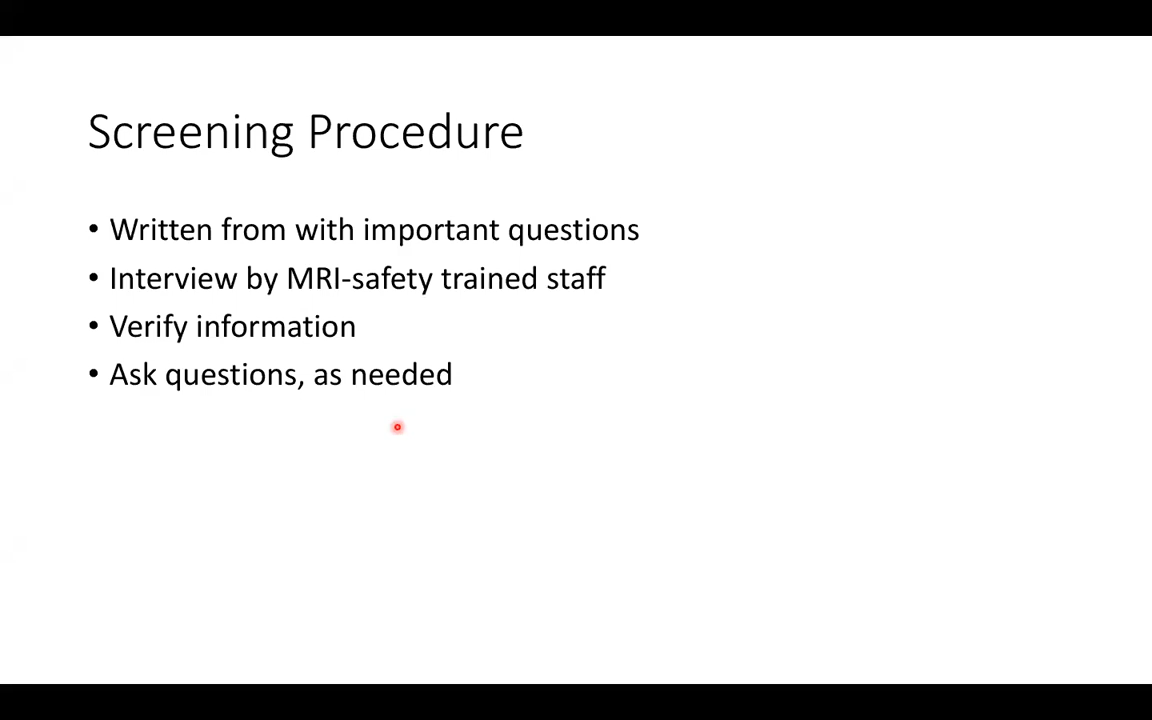 Screening Procedure
• Written from with important questions
• Interview by MRI-safety trained staff
• Verify information
• Ask questions, as needed